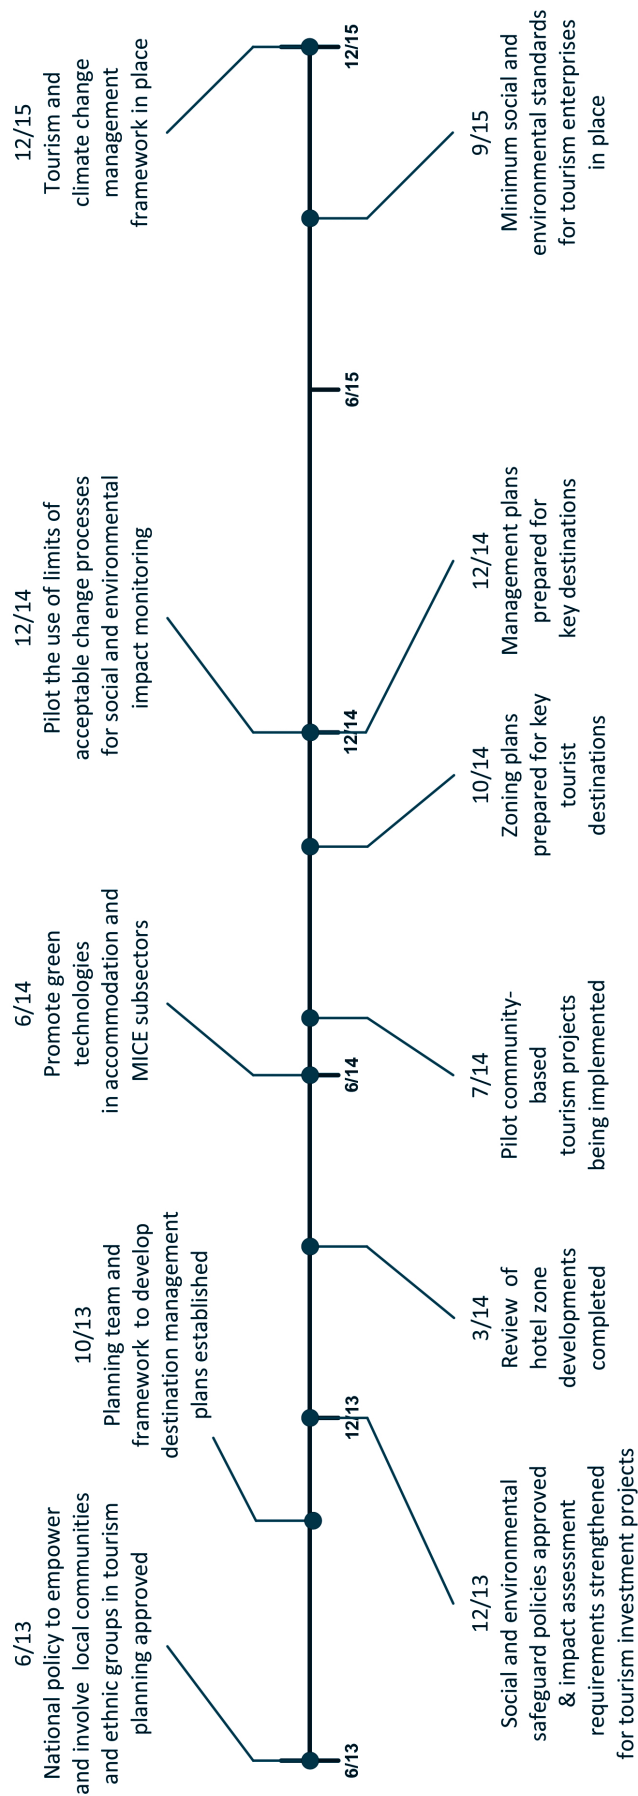 6/13
National policy to empower
and involve local communities
and ethnic groups in tourism
planning approved
10/13
Planning team and
framework to develop
destination management
plans established
6/14
Promote green
technologies
in accommodation and
MICE subsectors
12/14
Pilot the use of limits of
acceptable change processes
for social and environmental
impact monitoring
12/15
Tourism and
climate change
management
framework in place
6/13
12/13
6/14
12/14
6/15
12/15
12/13
Social and environmental
safeguard policies approved
& impact assessment
requirements strengthened
for tourism investment projects
3/14
Review of
hotel zone
developments
completed
7/14
Pilot community-
based
tourism projects
being implemented
10/14
Zoning plans
prepared for key
tourist
destinations
12/14
Management plans
prepared for
key destinations
9/15
Minimum social and
environmental standards
for tourism enterprises
in place